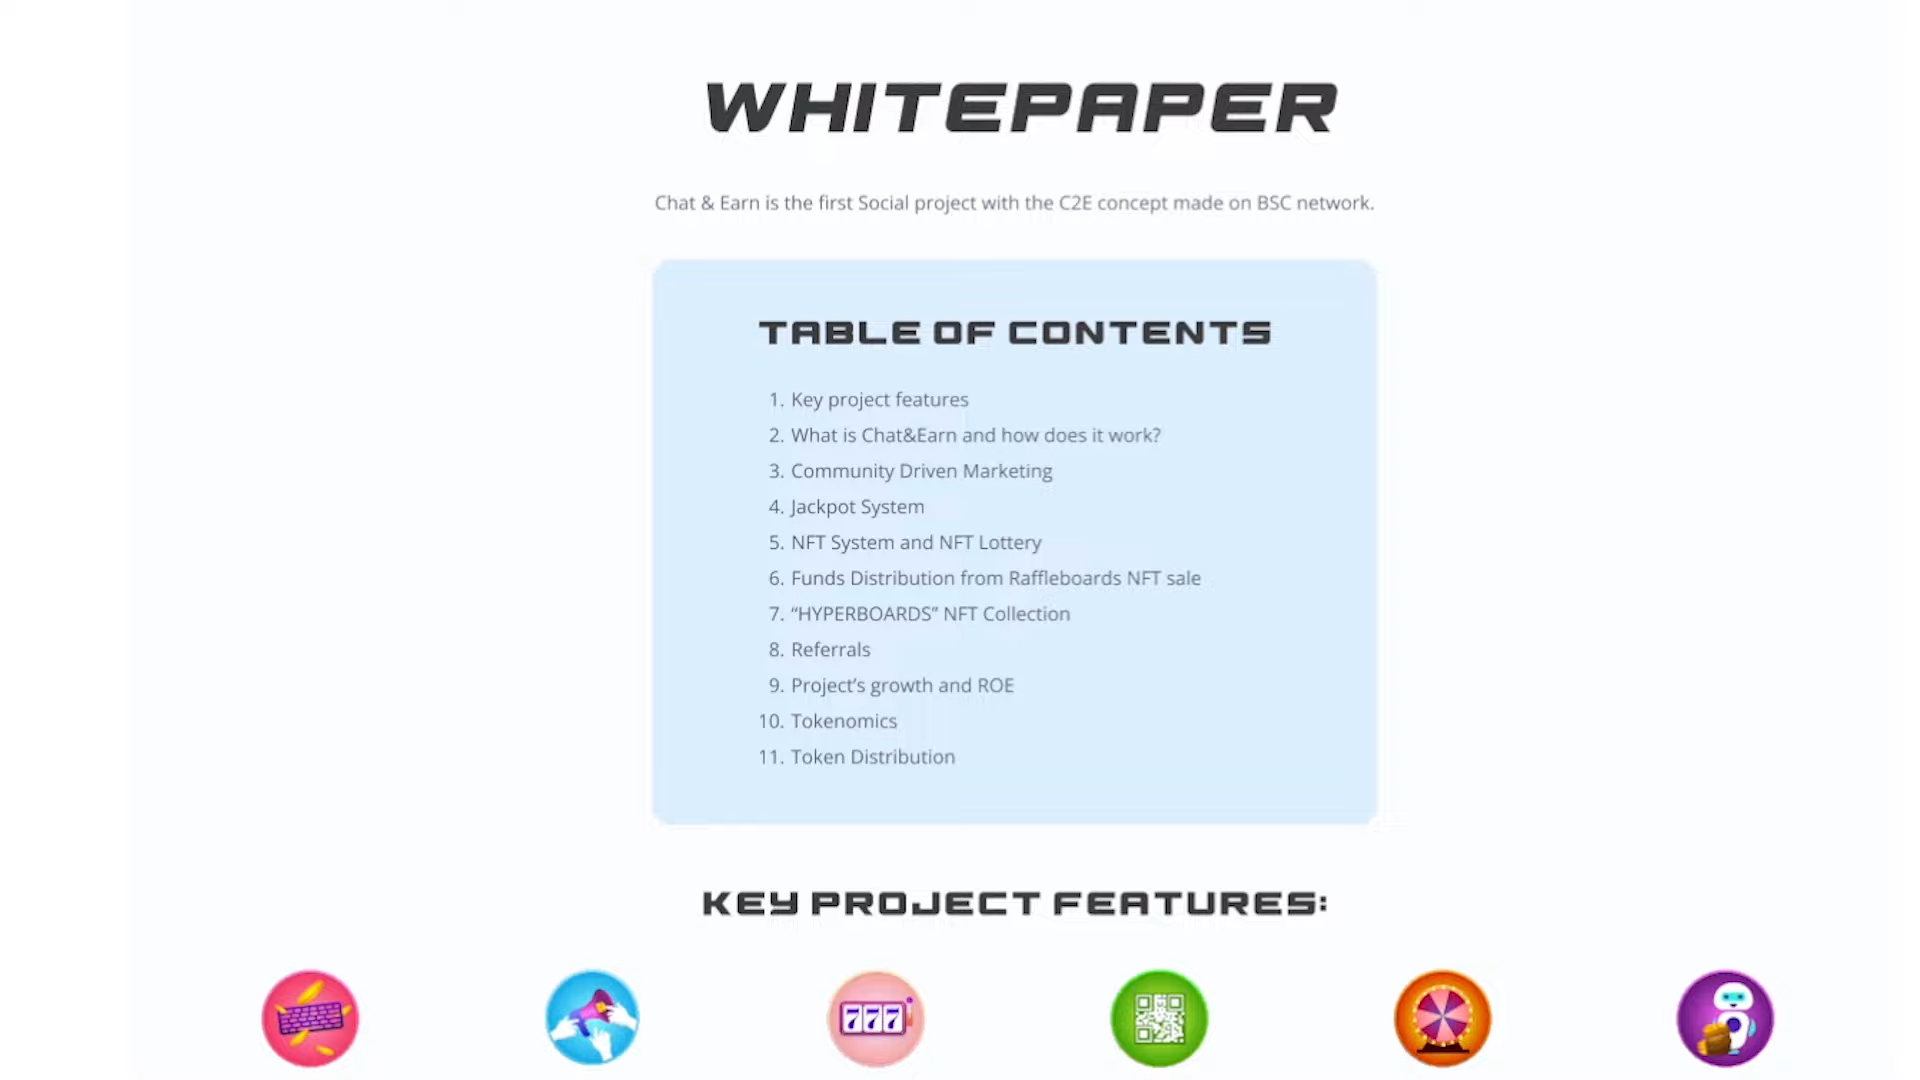 WHITEPAPER
Chat & Earn is the first Social project with the C2E concept made on BSC network.
TABLE OF CONTENTS
1. Key project features
2. What is Chat&Earn and how does it work?
3. Community Driven Marketing
4. Jackpot System
5. NFT System and NFT Lottery
6. Funds Distribution from Raffleboards NFT sale
7. “HYPERBOARDS” NFT Collection
8. Referrals
9. Project’s growth and ROE
10. Tokenomics
11. Token Distribution
KEY PROJECT FEATURES:
777